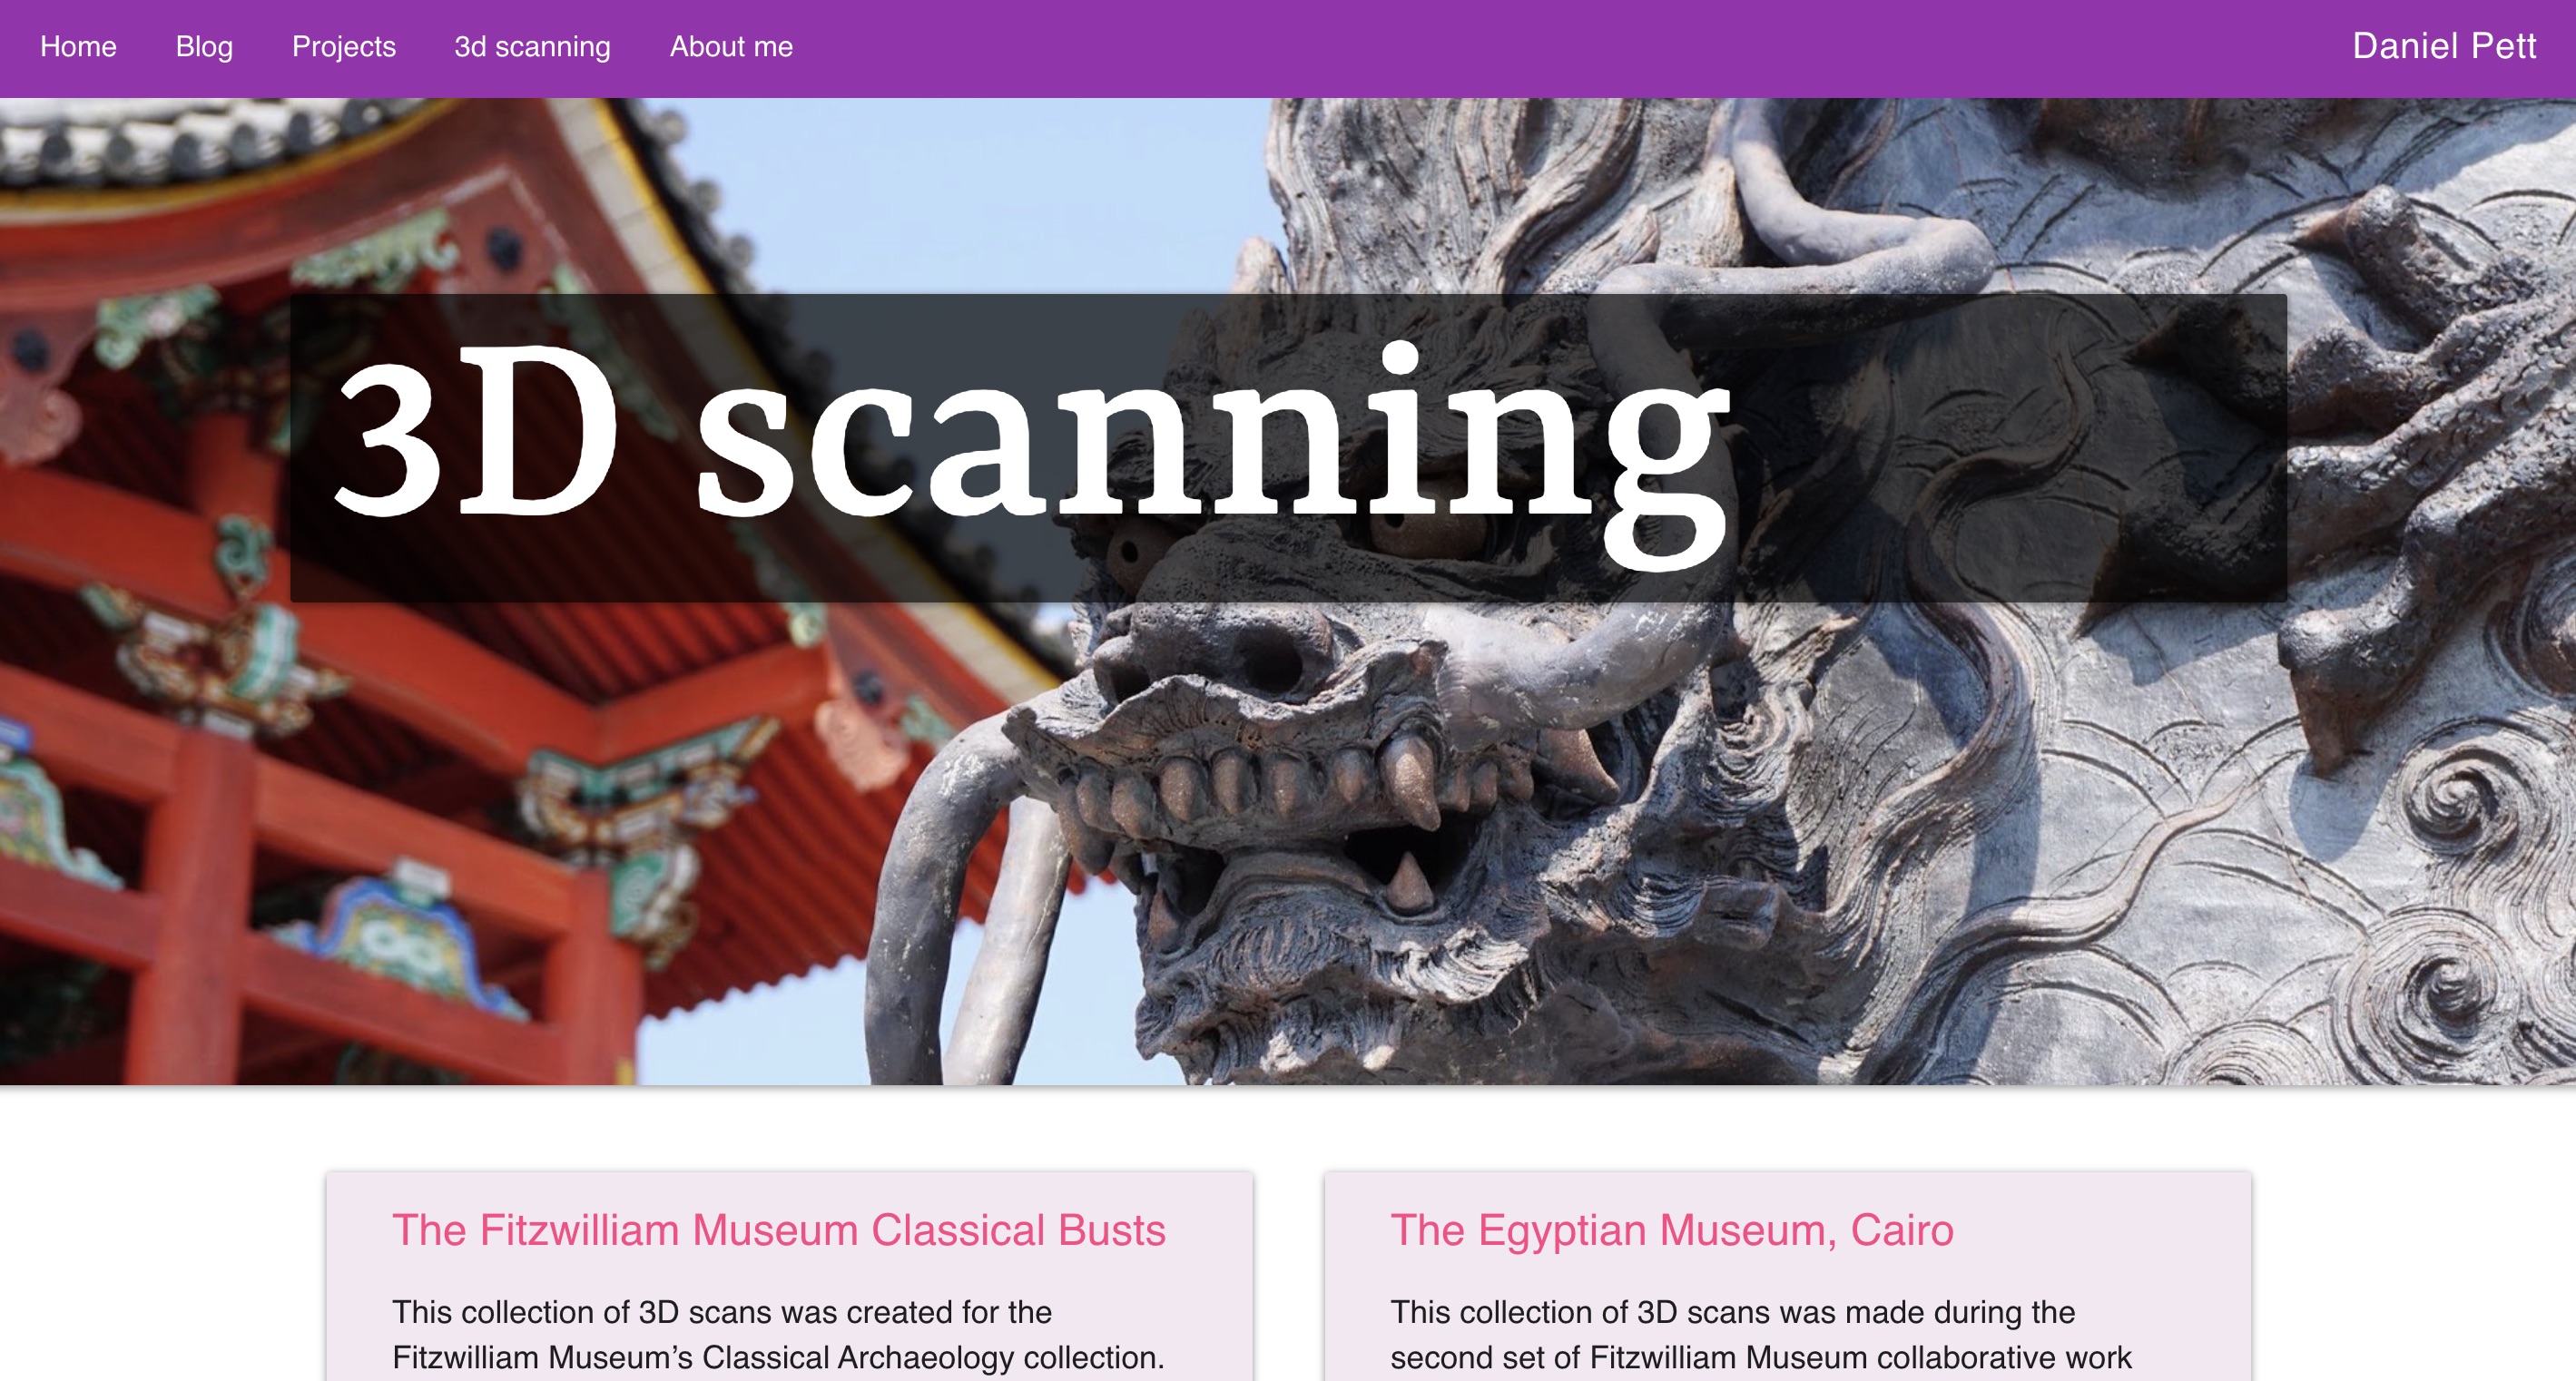 Home Blog Projects 3d scanning About me Daniel Pett
3D scanning
The Fitzwilliam Museum Classical Busts
This collection of 3D scans was created for the
Fitzwilliam Museum’s Classical Archaeology collection.
The Egyptian Museum, Cairo
This collection of 3D scans was made during the
second set of Fitzwilliam Museum collaborative work